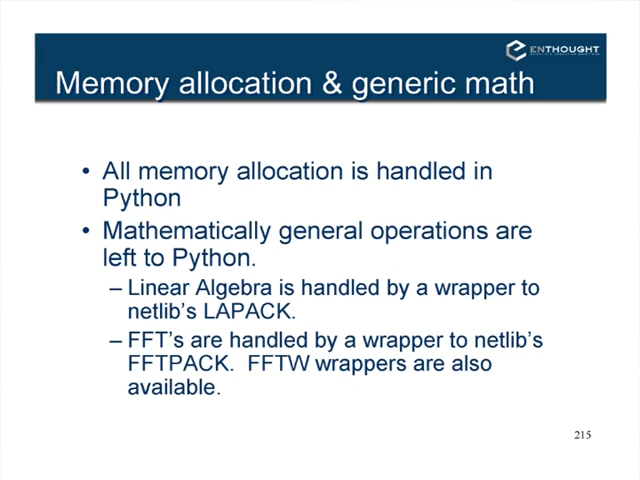 ENTHOUGHT
Memory allocation & generic math
• All memory allocation is handled in
Python
• Mathematically general operations are
left to Python.
– Linear Algebra is handled by a wrapper to
netlib's LAPACK.
– FFT's are handled by a wrapper to netlib's
FFTPACK. FFTW wrappers are also
available.
215